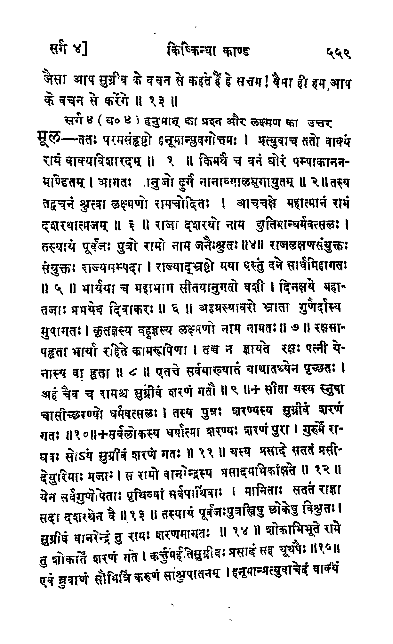 सर्ग ४] किष्किन्धा काण्ड ५५९
जैसा आप सुग्रीव के वचन से कहते हैं हे सत्तम! वैसा ही हम आप
के वचन से करेंगे ॥ १३ ॥
सर्ग ४ (व० ४) हनुमान् का प्रश्न और लक्ष्मण का उत्तर
मूल—ततः परमसंहृष्टो हनूमान्प्लवगोत्तमः । प्रत्युवाच ततो वाक्यं
रामं वाक्यविशारदम् ॥ १ ॥ किमर्थं च वनं घोरं पम्पाकानन-
मण्डितम् । आगतः सानुजो दुर्गं नानाव्यालमृगायुतम् ॥ २ ॥ तस्य
तद्वचनं श्रुत्वा लक्ष्मणो रामचोदितः । आचचक्षे महात्मानं रामं
दशरथात्मजम् ॥ ३ ॥ राजा दशरथो नाम द्युतिमान्धर्मवत्सलः ।
तस्यायं पूर्वजः पुत्रो रामो नाम जनैःश्रुतः॥४॥ राजलक्षणसंयुक्तः
संयुक्तः राज्यसम्पदा । राज्याद्भ्रष्टो मया वस्तुं वने सार्धमिहागतः
॥ ५ ॥ भार्यया च महाभाग सीतयानुगतो वशी । दिनक्षये महा-
तेजाः प्रभयेव दिवाकरः ॥ ६ ॥ अहमस्यावरो भ्राता गुणैर्दास्य
मुपागतः । कृतज्ञस्य बहुज्ञस्य लक्ष्मणो नाम नामतः ॥ ७ ॥ रक्षसा-
पहृता भार्या रहिते कामरूपिणा । तच्च न ज्ञायते रक्षः पत्नी ये-
नास्य वा हृता ॥ ८ ॥ एतत्ते सर्वमाख्यातं याथातथ्येन पृच्छतः ।
अहं चैव च रामश्च सुग्रीवं शरणं गतौ ॥ ९ ॥+ सीता यस्य स्नुषा
चासीच्छरण्यो धर्मवत्सलः । तस्य पुत्रः शरण्यस्य सुग्रीवं शरणं
गतः ॥१०॥+सर्वलोकस्य धर्मात्मा शरण्यः शरणं पुरा । गुरुर्मे रा-
घवः सोऽयं सुग्रीवं शरणं गतः ॥ ११ ॥ यस्य प्रसादे सततं प्रसी-
देयुरिमाः प्रजाः । स रामो वानरेन्द्रस्य प्रसादमभिकांक्षते ॥ १२ ॥
येन सर्वगुणोपेताः पृथिव्यां सर्वपार्थिवाः । मानिताः सततं राज्ञा
सदा दशरथेन वै ॥ १३ ॥ तस्यायं पूर्वजःपुत्रस्त्रिषु लोकेषु विश्रुतः ।
सुग्रीवं वानरेन्द्रं तु रामः शरणमागतः ॥ १४ ॥ शोकाभिभूते रामे
तु शोकार्ते शरणं गते । कर्तुमर्हतिसुग्रीवः प्रसादं सह यूथपैः ॥१५॥
एवं ब्रुवाणं सौमित्रिं करुणं साश्रुपातनम् । हनूमान्प्रत्युवाचेदं वाक्यं